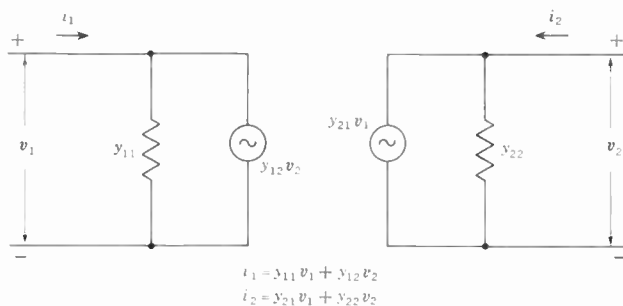 i₁
i₂
+
+
y₂₁v₁
v₁
y₁₁
y₁₂v₂
y₂₂
v₂
−
−
i₁ = y₁₁v₁ + y₁₂v₂
i₂ = y₂₁v₁ + y₂₂v₂